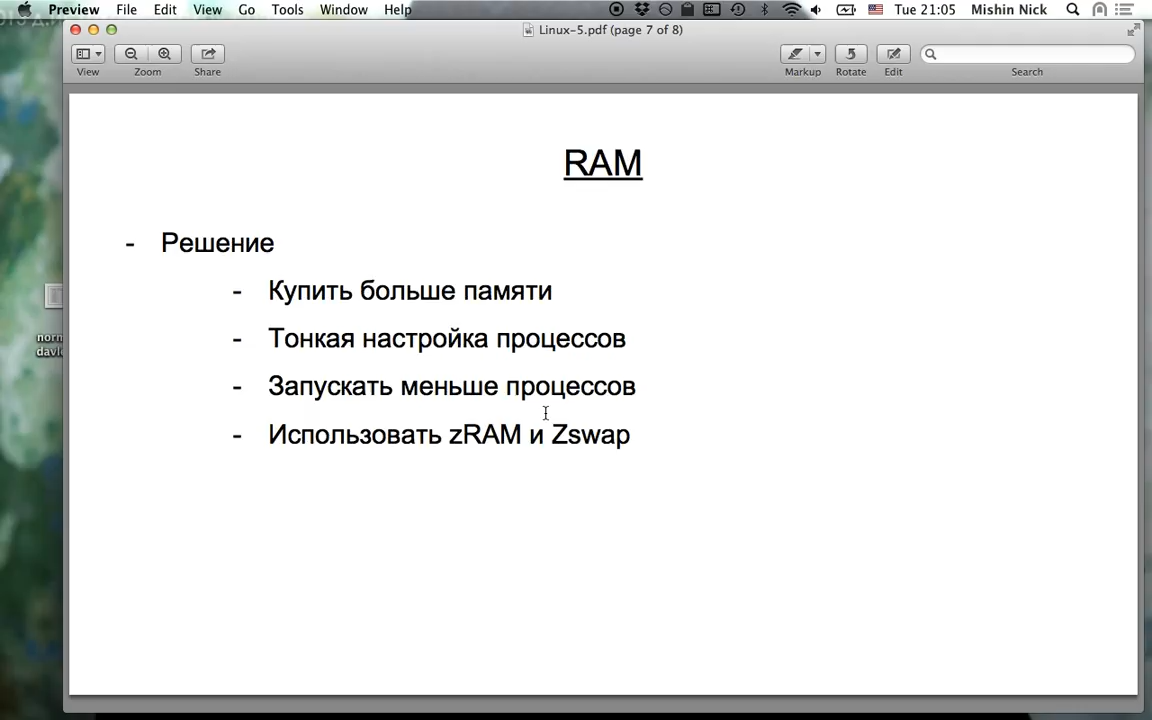 Preview File Edit View Go Tools Window Help Tue 21:05 Mishin Nick
Linux-5.pdf (page 7 of 8)
View Zoom Share Markup Rotate Edit Search
RAM
- Решение
- Купить больше памяти
- Тонкая настройка процессов
- Запускать меньше процессов
- Использовать zRAM и Zswap